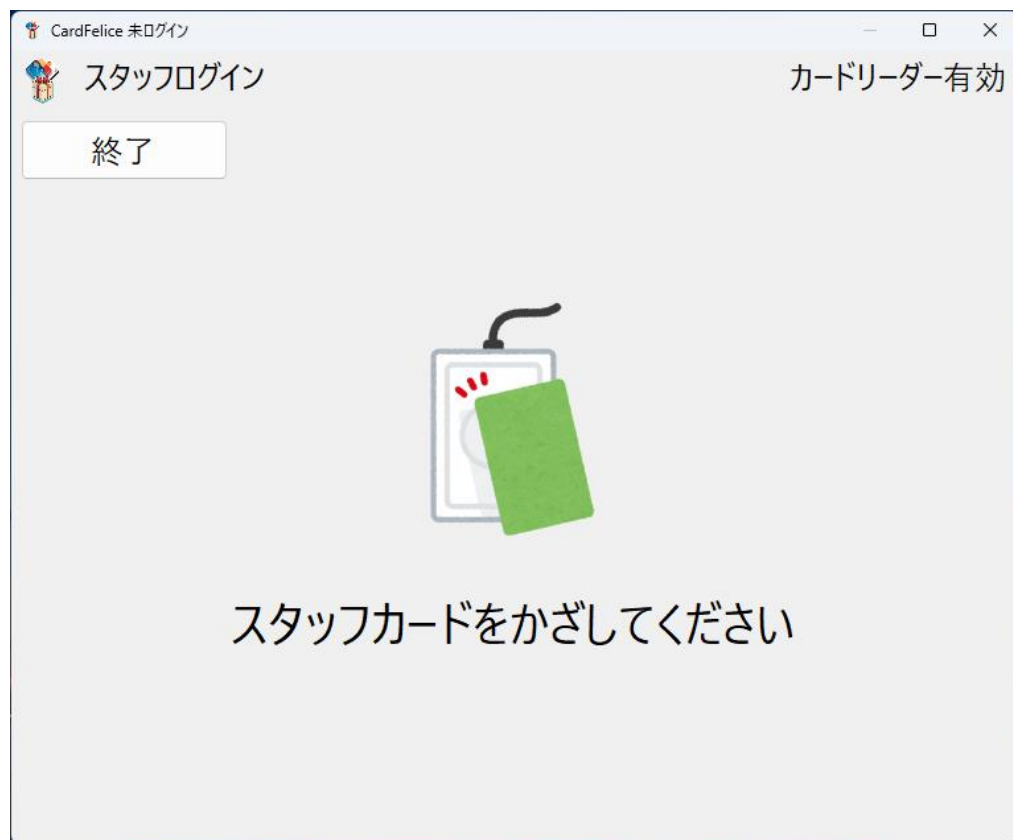 CardFelice 未ログイン
スタッフログイン
カードリーダー有効
終了
スタッフカードをかざしてください